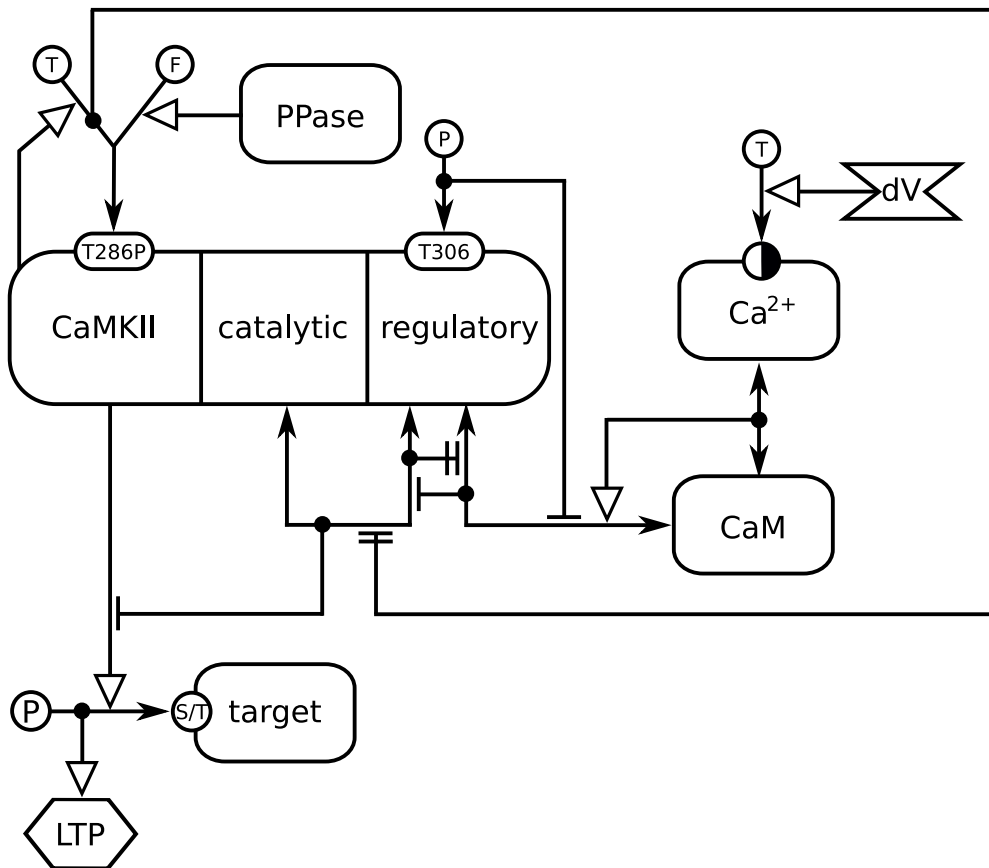 T
F
PPase
P
T
dV
T286P
T306
CaMKII
catalytic
regulatory
Ca²⁺
CaM
P
S/T
target
LTP